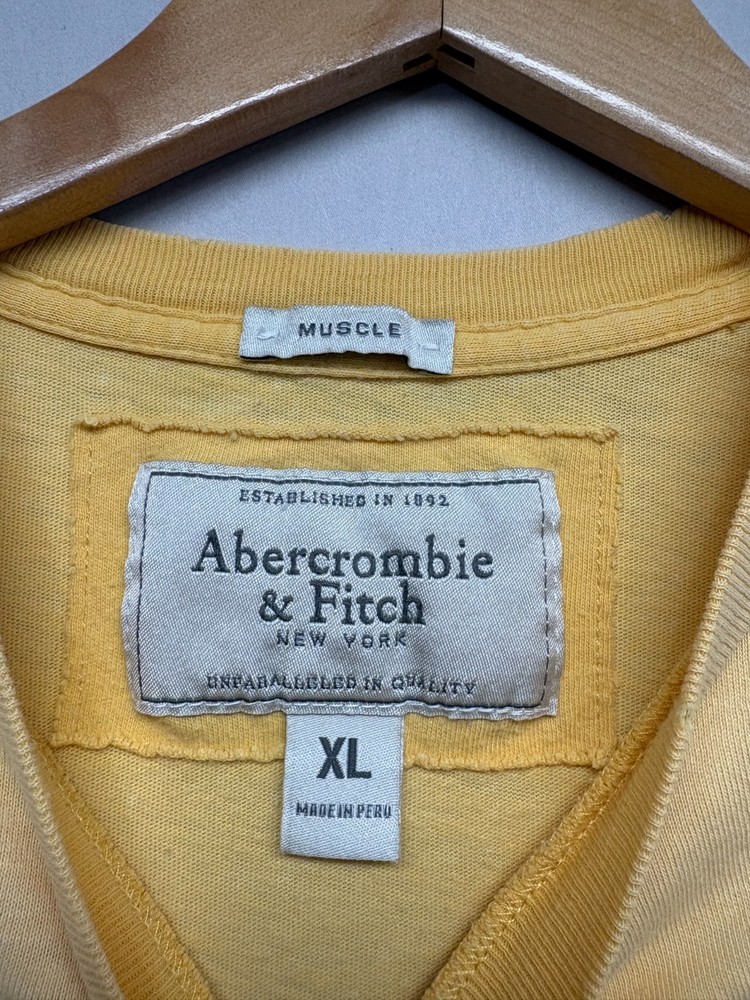 MUSCLE
ESTABLISHED IN 1892
Abercrombie
& Fitch
NEW YORK
UNPARALLELED IN QUALITY
XL
MADE IN PERU